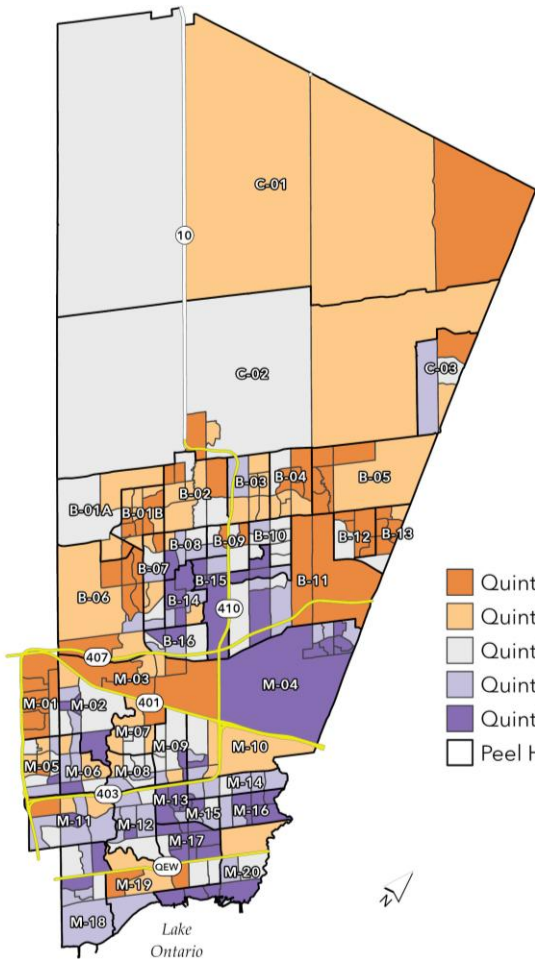 C-01
10
C-02
C-03
B-01A
B-01B
B-02
B-03
B-04
B-05
B-06
B-07
B-08
B-09
B-10
B-11
B-12
B-13
B-14
B-15
B-16
410
407
401
403
QEW
M-01
M-02
M-03
M-04
M-05
M-06
M-07
M-08
M-09
M-10
M-11
M-12
M-13
M-14
M-15
M-16
M-17
M-18
M-19
M-20
Quint
Quint
Quint
Quint
Quint
Peel H
N
Lake
Ontario